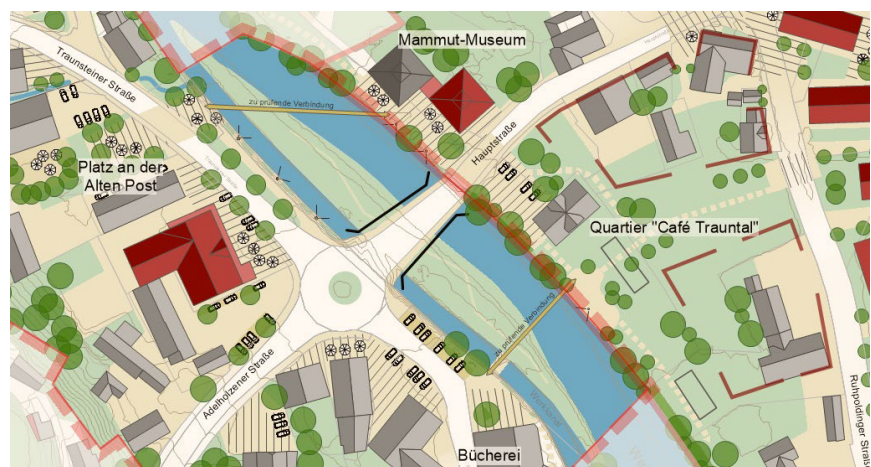 Mammut-Museum
Hauptstraße
Traunsteiner Straße
zu prüfende Verbindung
Hauptstraße
Platz an der
Alten Post
Quartier "Café Trauntal"
zu prüfende Verbindung
Adelholzener Straße
Ruhpoldinger Straße
Bücherei